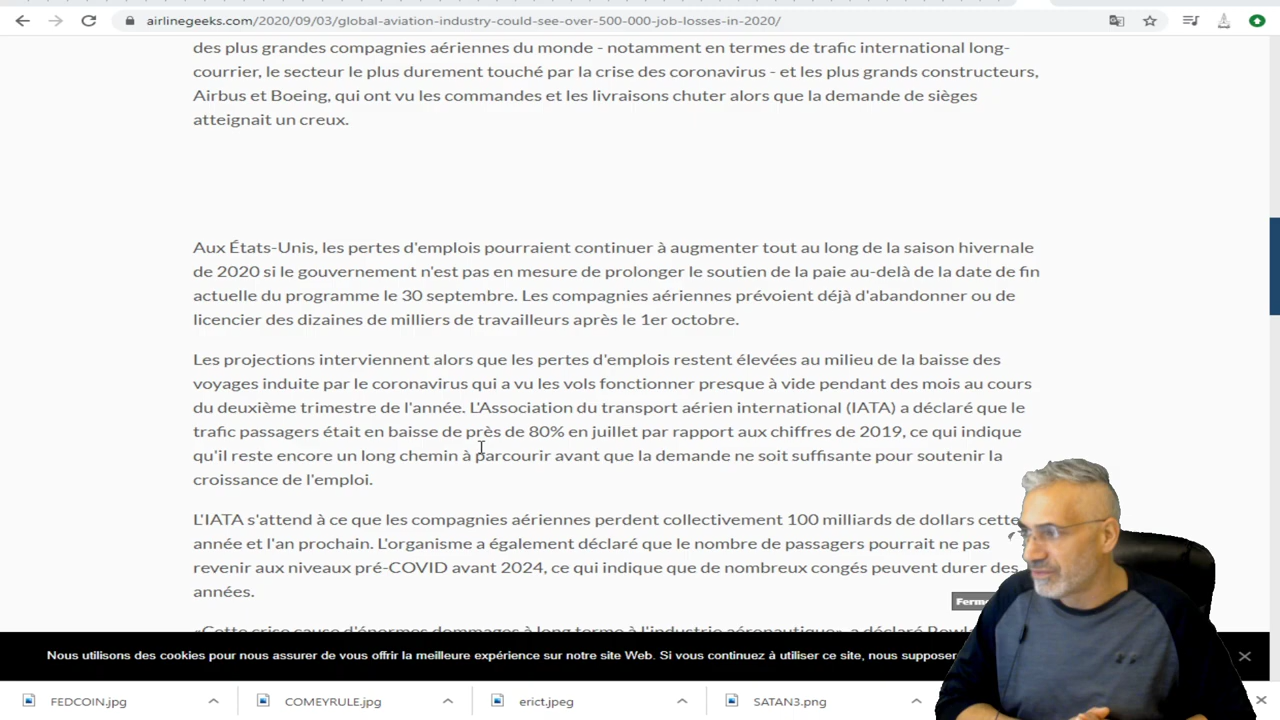 airlinegeeks.com/2020/09/03/global-aviation-industry-could-see-over-500-000-job-losses-in-2020/
des plus grandes compagnies aériennes du monde - notamment en termes de trafic international long-
courrier, le secteur le plus durement touché par la crise des coronavirus - et les plus grands constructeurs,
Airbus et Boeing, qui ont vu les commandes et les livraisons chuter alors que la demande de sièges
atteignait un creux.
Aux États-Unis, les pertes d'emplois pourraient continuer à augmenter tout au long de la saison hivernale
de 2020 si le gouvernement n'est pas en mesure de prolonger le soutien de la paie au-delà de la date de fin
actuelle du programme le 30 septembre. Les compagnies aériennes prévoient déjà d'abandonner ou de
licencier des dizaines de milliers de travailleurs après le 1er octobre.
Les projections interviennent alors que les pertes d'emplois restent élevées au milieu de la baisse des
voyages induite par le coronavirus qui a vu les vols fonctionner presque à vide pendant des mois au cours
du deuxième trimestre de l'année. L'Association du transport aérien international (IATA) a déclaré que le
trafic passagers était en baisse de près de 80% en juillet par rapport aux chiffres de 2019, ce qui indique
qu'il reste encore un long chemin à parcourir avant que la demande ne soit suffisante pour soutenir la
croissance de l'emploi.
L'IATA s'attend à ce que les compagnies aériennes perdent collectivement 100 milliards de dollars cette
année et l'an prochain. L'organisme a également déclaré que le nombre de passagers pourrait ne pas
revenir aux niveaux pré-COVID avant 2024, ce qui indique que de nombreux congés peuvent durer des
années.
«Cette crise cause d'énormes dommages à long terme à l'industrie aéronautique», a déclaré
Nous utilisons des cookies pour nous assurer de vous offrir la meilleure expérience sur notre site Web. Si vous continuez à utiliser ce site, nous
FEDCOIN.jpg
COMEYRULE.jpg
erict.jpeg
SATAN3.png